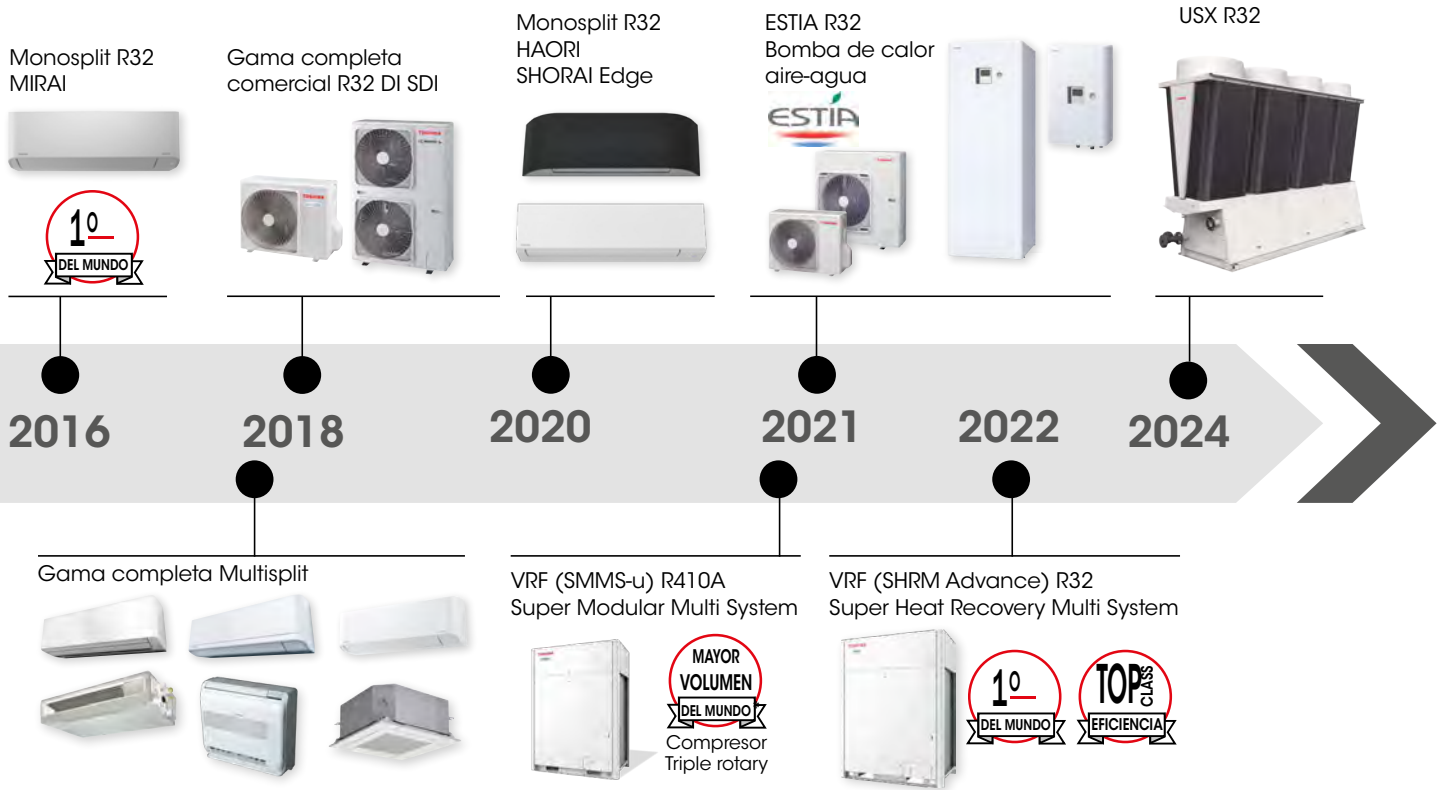 Monosplit R32
MIRAI
1º
DEL MUNDO
Gama completa
comercial R32 DI SDI
TOSHIBA
TOSHIBA
Monosplit R32
HAORI
SHORAI Edge
ESTIA R32
Bomba de calor
aire-agua
ESTÍA
USX R32
2016
2018
2020
2021
2022
2024
Gama completa Multisplit
VRF (SMMS-u) R410A
Super Modular Multi System
MAYOR
VOLUMEN
DEL MUNDO
Compresor
Triple rotary
VRF (SHRM Advance) R32
Super Heat Recovery Multi System
1º
DEL MUNDO
TOP CLASS
EFICIENCIA